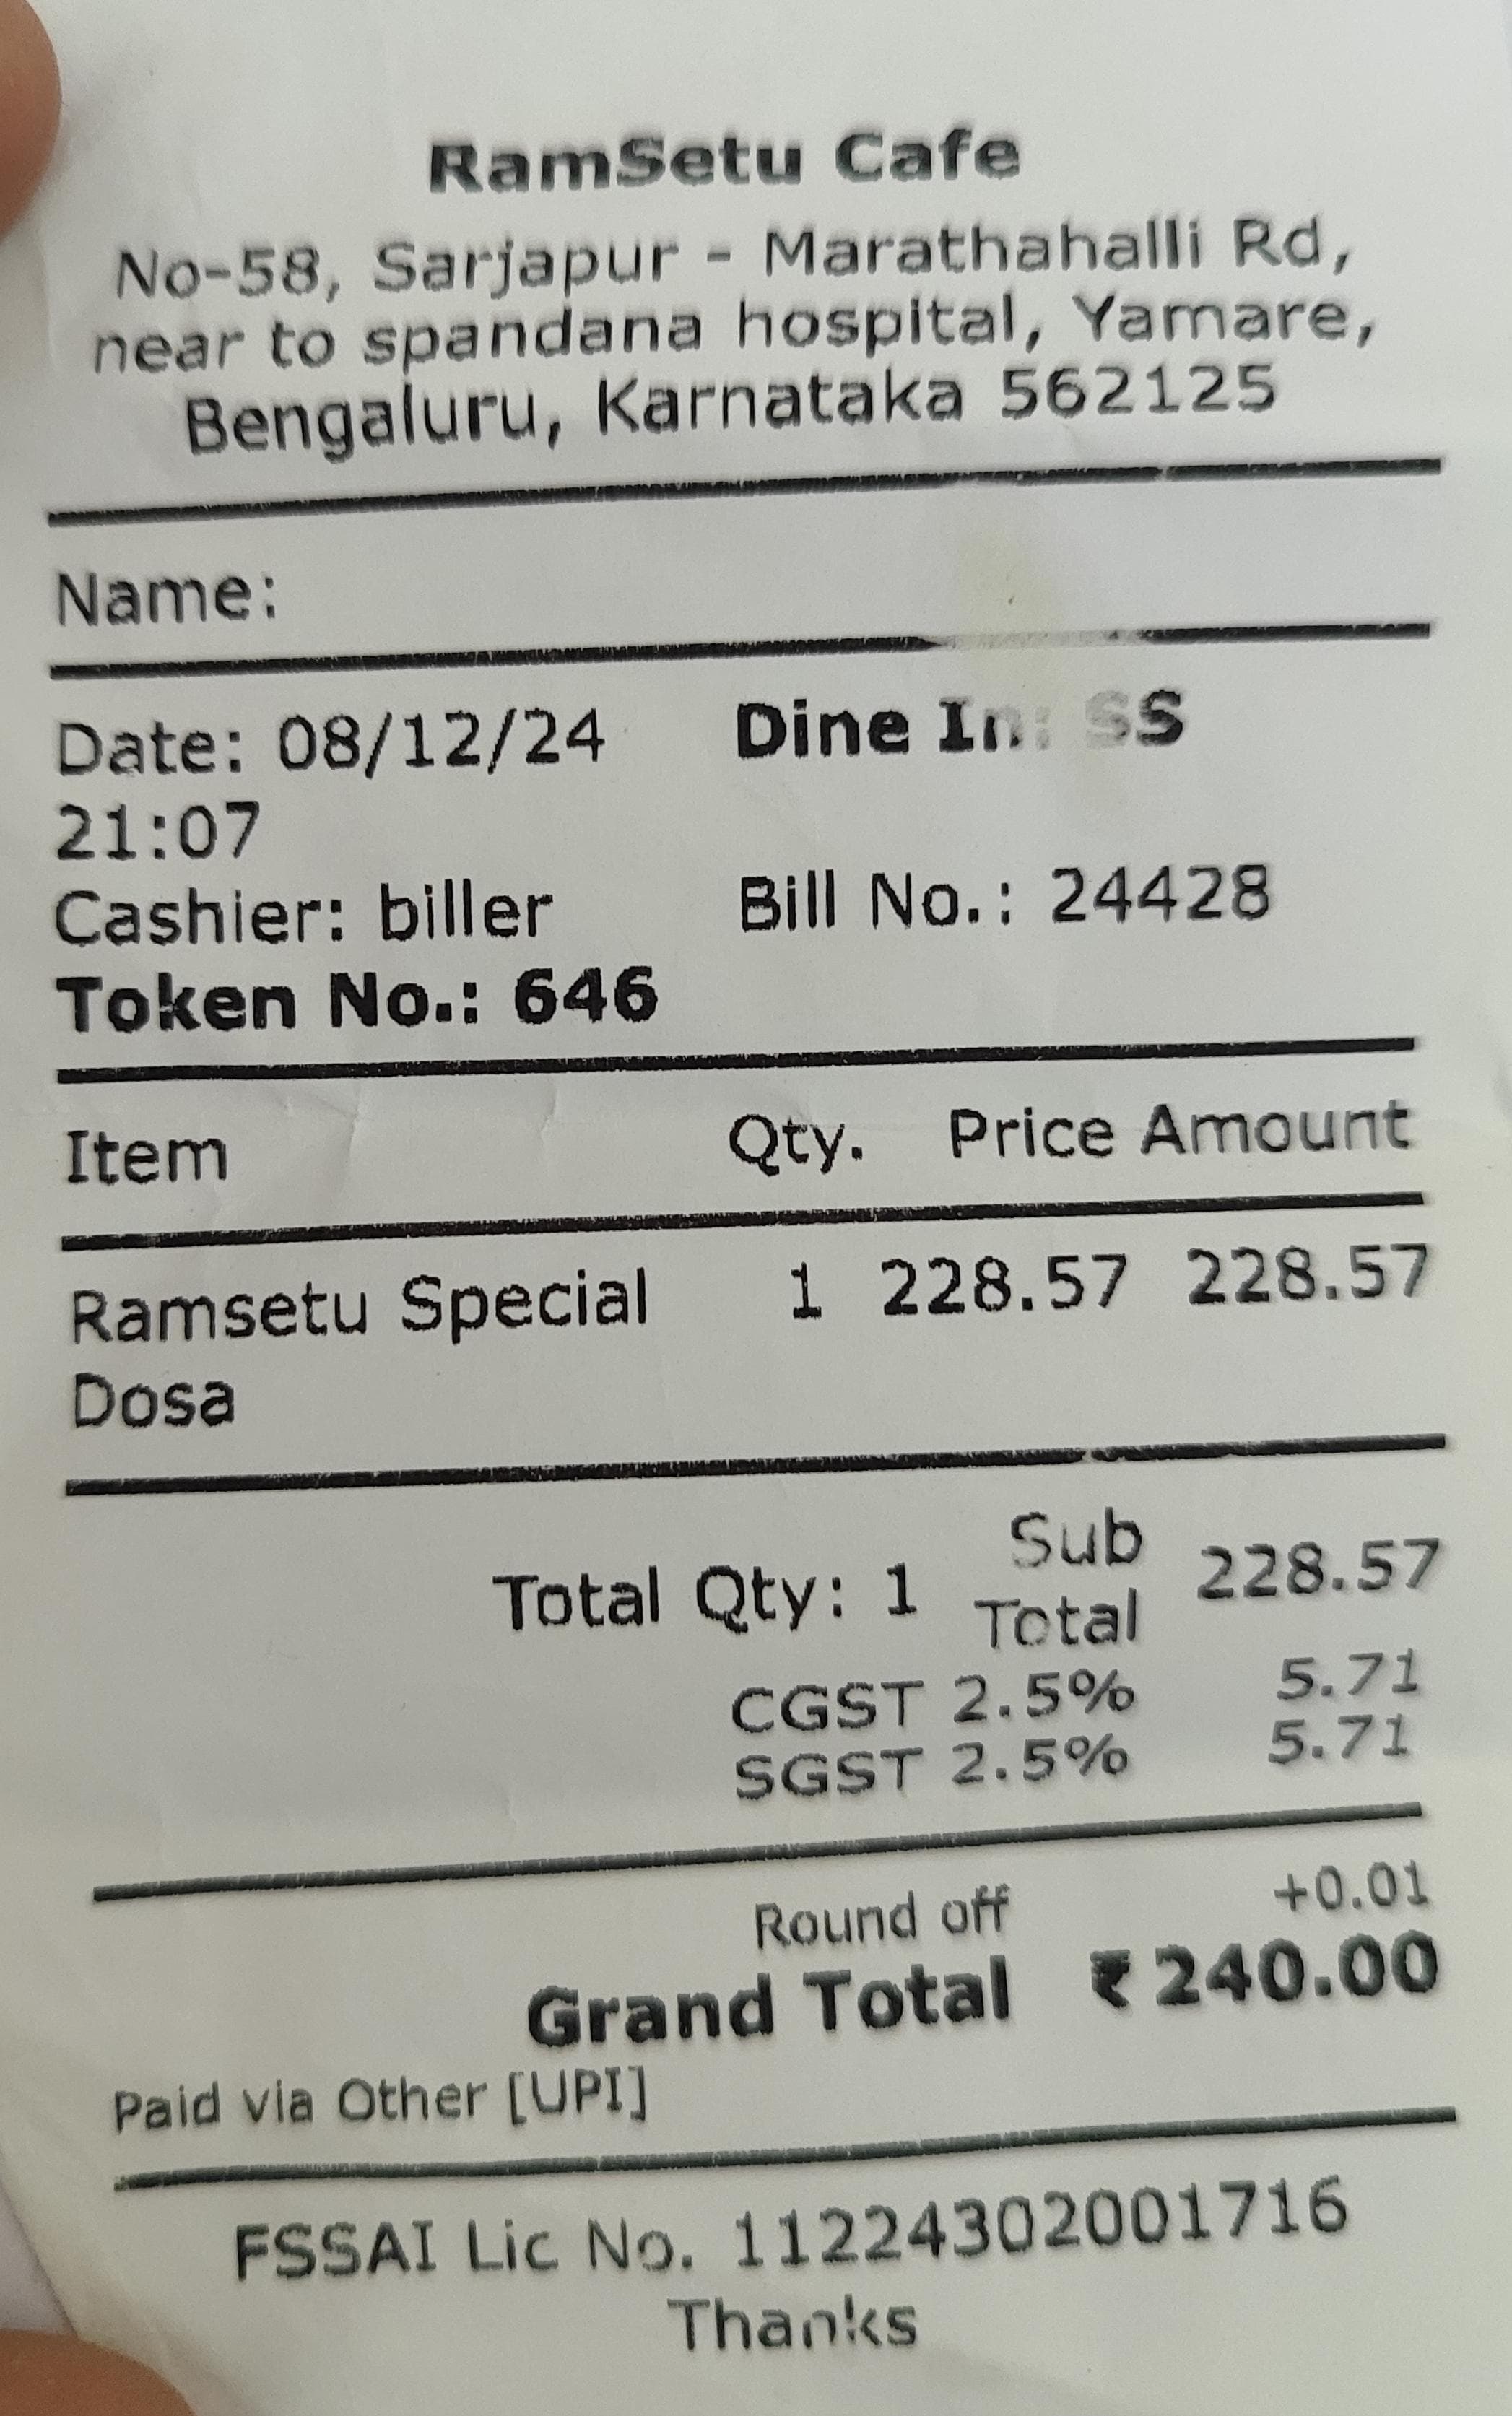 RamSetu Cafe
No-58, Sarjapur - Marathahalli Rd,
near to spandana hospital, Yamare,
Bengaluru, Karnataka 562125
Name:
Date: 08/12/24 Dine In: SS
21:07
Cashier: biller Bill No.: 24428
Token No.: 646
Item Qty. Price Amount
Ramsetu Special 1 228.57 228.57
Dosa
Total Qty: 1 Sub Total 228.57
CGST 2.5% 5.71
SGST 2.5% 5.71
Round off +0.01
Grand Total ₹240.00
Paid via Other [UPI]
FSSAI Lic No. 11224302001716
Thanks